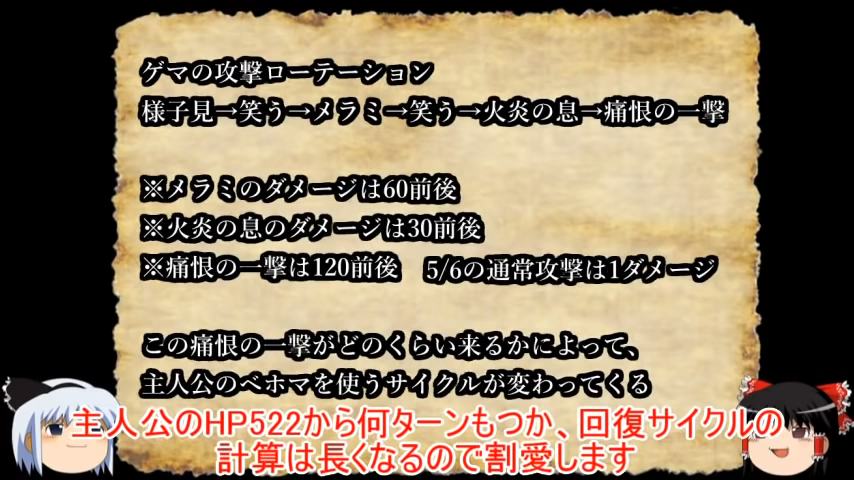 ゲマの攻撃ローテーション
様子見→笑う→メラミ→笑う→火炎の息→痛恨の一撃
※メラミのダメージは60前後
※火炎の息のダメージは30前後
※痛恨の一撃は120前後　5/6の通常攻撃は1ダメージ
この痛恨の一撃がどのくらい来るかによって、
主人公のベホマを使うサイクルが変わってくる
主人公のHP522から何ターンもつか、回復サイクルの
計算は長くなるので割愛します